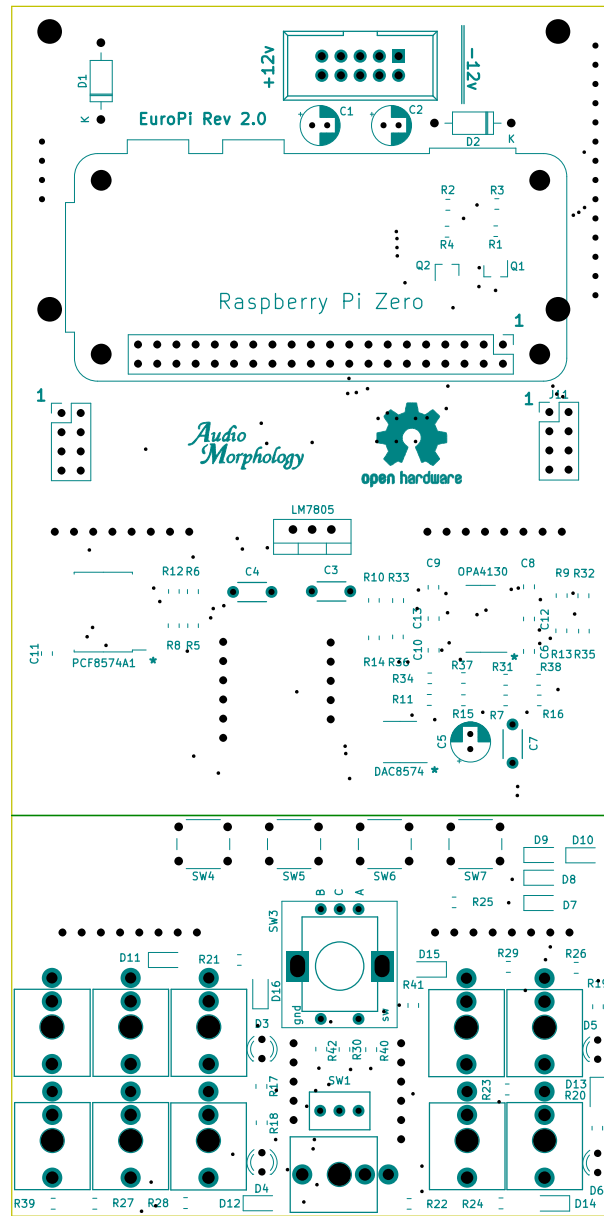 +12v
-12v
D1
K
C1
C2
EuroPi Rev 2.0
D2
K
R2
R3
R4
R1
Q2
Q1
Raspberry Pi Zero
1
1
1
J11
Audio
Morphology
open hardware
LM7805
R12
R6
C4
C3
R10
R33
C9
OPA4130
C8
R9
R32
C13
C12
R8
R5
R14
R36
C10
C6
R13
R35
C11
PCF8574A1
*
*
R34
R37
R31
R38
R11
R15
R7
R16
C5
C7
DAC8574
*
SW4
SW5
SW6
SW7
D9
D10
D8
R25
D7
B
C
A
SW3
D11
R21
D16
D15
R29
R26
R41
R19
gnd
sw
D3
D5
R42
R30
R40
SW1
R17
R23
D13
R20
R18
D4
D6
R39
R27
R28
D12
R22
R24
D14